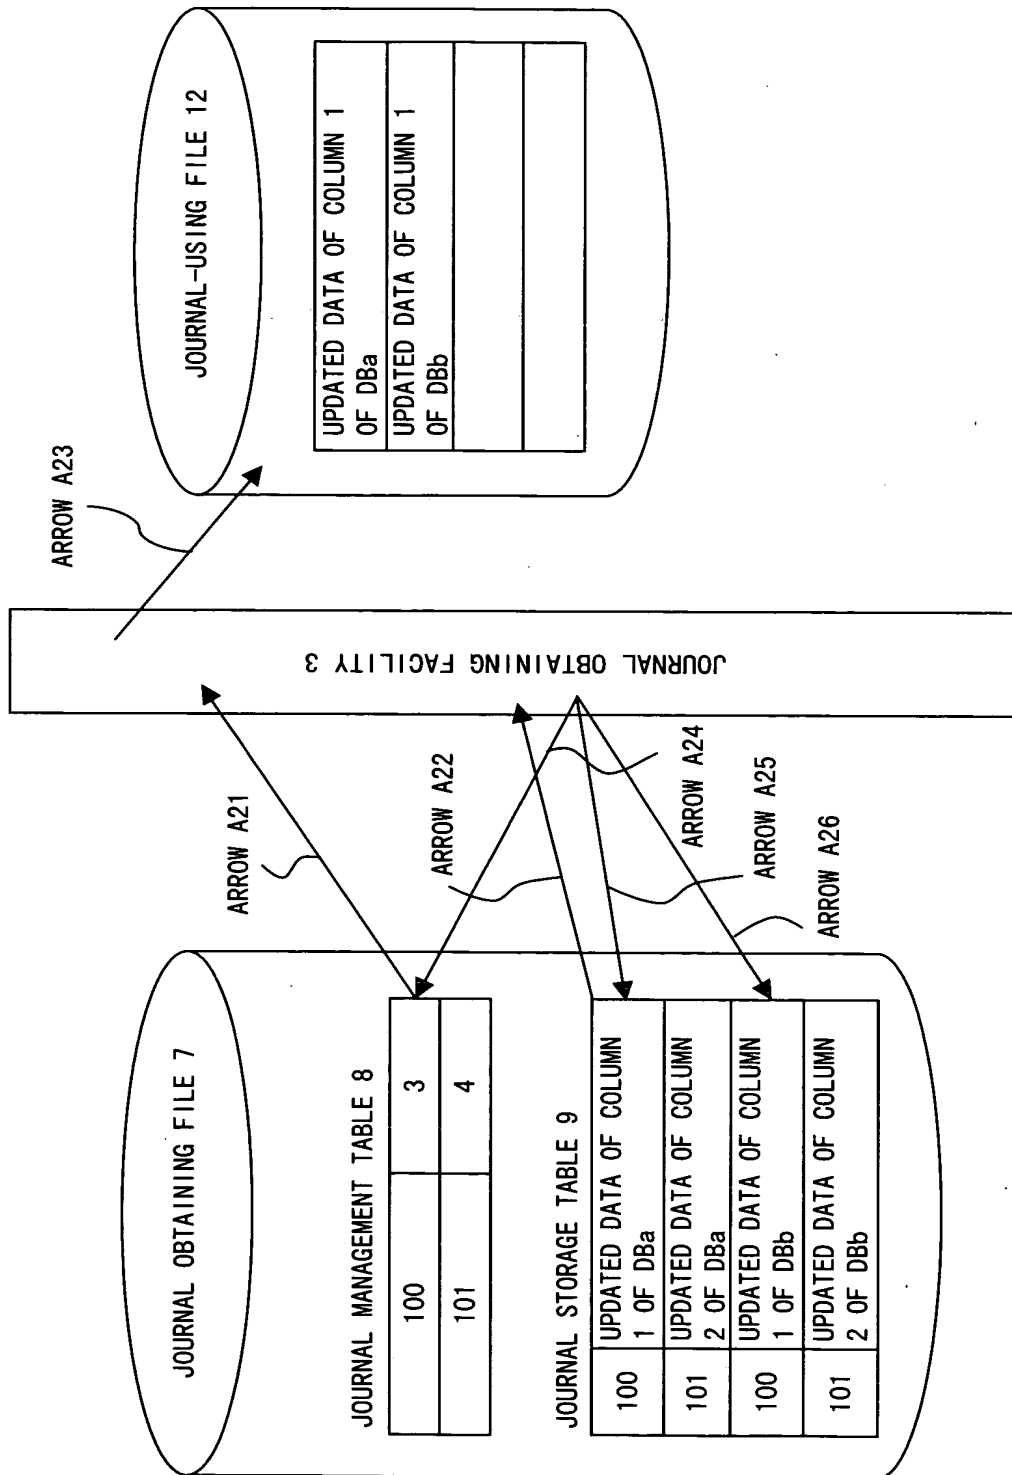 JOURNAL OBTAINING FILE 7
JOURNAL MANAGEMENT TABLE 8
100 3
101 4
JOURNAL STORAGE TABLE 9
100 UPDATED DATA OF COLUMN
1 OF DBa
101 UPDATED DATA OF COLUMN
2 OF DBa
100 UPDATED DATA OF COLUMN
1 OF DBb
101 UPDATED DATA OF COLUMN
2 OF DBb
ARROW A21
ARROW A22
ARROW A24
ARROW A25
ARROW A26
JOURNAL OBTAINING FACILITY 3
ARROW A23
JOURNAL-USING FILE 12
UPDATED DATA OF COLUMN 1
OF DBa
UPDATED DATA OF COLUMN 1
OF DBb